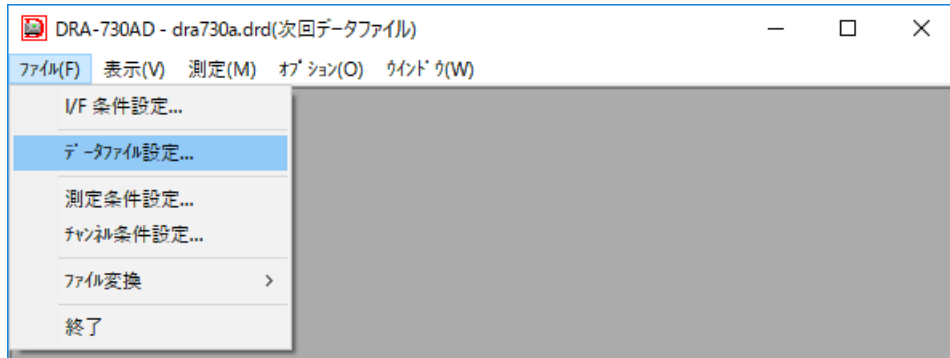 DRA-730AD - dra730a.drd(次回データファイル)
ﾌｧｲﾙ(F) 表示(V) 測定(M) ｵﾌﾟｼｮﾝ(O) ｳｲﾝﾄﾞｳ(W)
I/F 条件設定...
ﾃﾞｰﾀﾌｧｲﾙ設定...
測定条件設定...
ﾁｬﾝﾈﾙ条件設定...
ﾌｧｲﾙ変換
終了